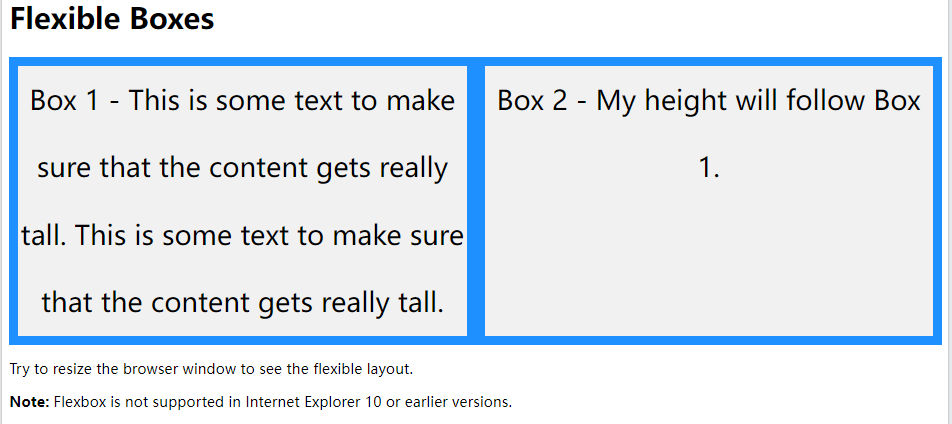 Flexible Boxes
Box 1 - This is some text to make
sure that the content gets really
tall. This is some text to make sure
that the content gets really tall.
Box 2 - My height will follow Box
1.
Try to resize the browser window to see the flexible layout.
Note: Flexbox is not supported in Internet Explorer 10 or earlier versions.